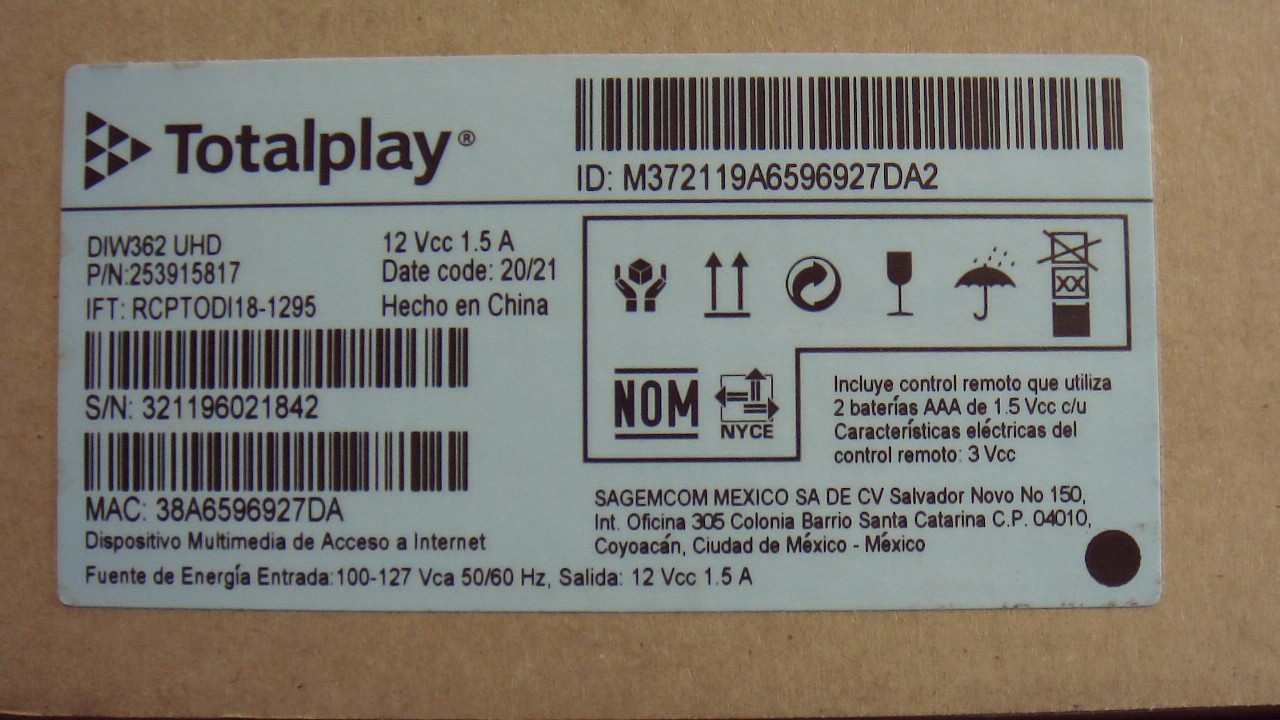 Totalplay®
ID: M372119A6596927DA2
DIW362 UHD
P/N:253915817
IFT: RCPTODI18-1295
12 Vcc 1.5 A
Date code: 20/21
Hecho en China
S/N: 321196021842
MAC: 38A6596927DA
Dispositivo Multimedia de Acceso a Internet
Fuente de Energía Entrada:100-127 Vca 50/60 Hz, Salida: 12 Vcc 1.5 A
XX
NOM
NYCE
Incluye control remoto que utiliza
2 baterías AAA de 1.5 Vcc c/u
Características eléctricas del
control remoto: 3 Vcc
SAGEMCOM MEXICO SA DE CV Salvador Novo No 150,
Int. Oficina 305 Colonia Barrio Santa Catarina C.P. 04010,
Coyoacán, Ciudad de México - México